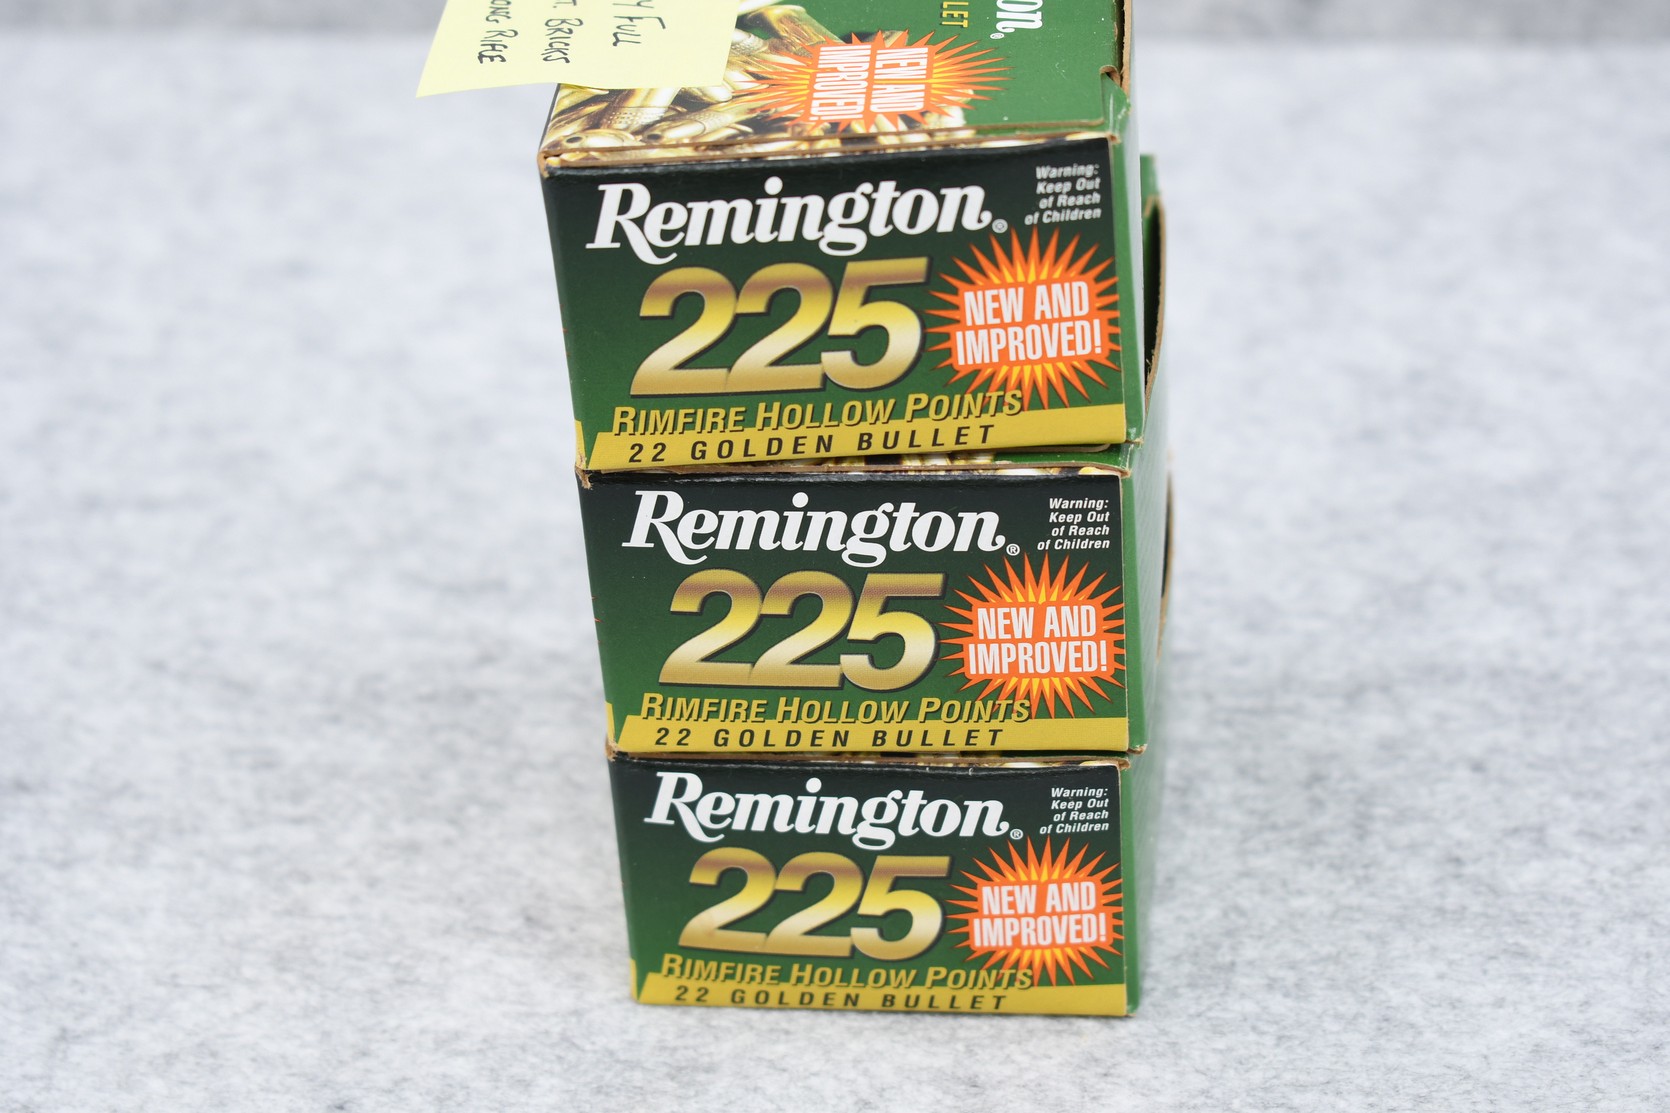 FULL
BRICKS
RIFLE
LET
NEW AND
IMPROVED!
Remington®
Warning:
Keep Out
of Reach
of Children
225
NEW AND
IMPROVED!
RIMFIRE HOLLOW POINTS
22 GOLDEN BULLET
Remington®
Warning:
Keep Out
of Reach
of Children
225
NEW AND
IMPROVED!
RIMFIRE HOLLOW POINTS
22 GOLDEN BULLET
Remington®
Warning:
Keep Out
of Reach
of Children
225
NEW AND
IMPROVED!
RIMFIRE HOLLOW POINTS
22 GOLDEN BULLET